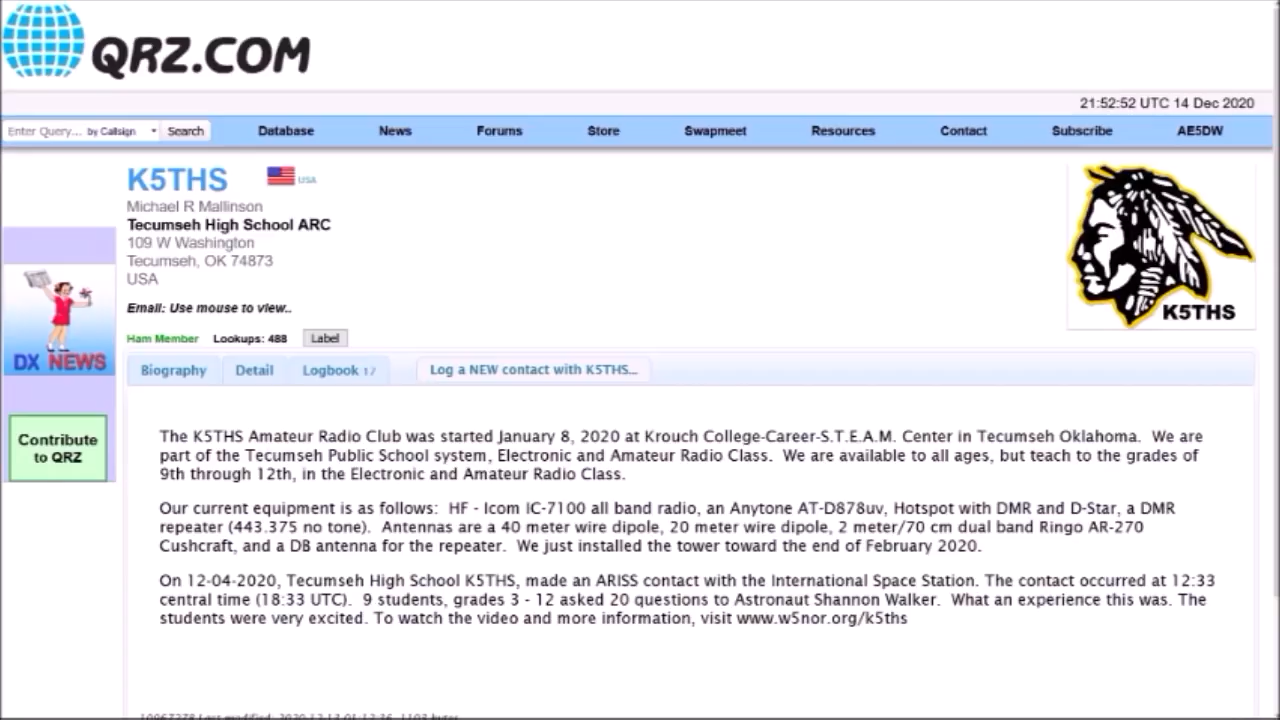 QRZ.COM
21:52:52 UTC 14 Dec 2020
Enter Query... by Callsign Search Database News Forums Store Swapmeet Resources Contact Subscribe AE5DW
K5THS USA
Michael R Mallinson
Tecumseh High School ARC
109 W Washington
Tecumseh, OK 74873
USA
Email: Use mouse to view..
Ham Member Lookups: 488 Label
K5THS
DX NEWS
Contribute
to QRZ
Biography Detail Logbook 17 Log a NEW contact with K5THS...
The K5THS Amateur Radio Club was started January 8, 2020 at Krouch College-Career-S.T.E.A.M. Center in Tecumseh Oklahoma. We are
part of the Tecumseh Public School system, Electronic and Amateur Radio Class. We are available to all ages, but teach to the grades of
9th through 12th, in the Electronic and Amateur Radio Class.
Our current equipment is as follows: HF - Icom IC-7100 all band radio, an Anytone AT-D878uv, Hotspot with DMR and D-Star, a DMR
repeater (443.375 no tone). Antennas are a 40 meter wire dipole, 20 meter wire dipole, 2 meter/70 cm dual band Ringo AR-270
Cushcraft, and a DB antenna for the repeater. We just installed the tower toward the end of February 2020.
On 12-04-2020, Tecumseh High School K5THS, made an ARISS contact with the International Space Station. The contact occurred at 12:33
central time (18:33 UTC). 9 students, grades 3 - 12 asked 20 questions to Astronaut Shannon Walker. What an experience this was. The
students were very excited. To watch the video and more information, visit www.w5nor.org/k5ths
Last modified: